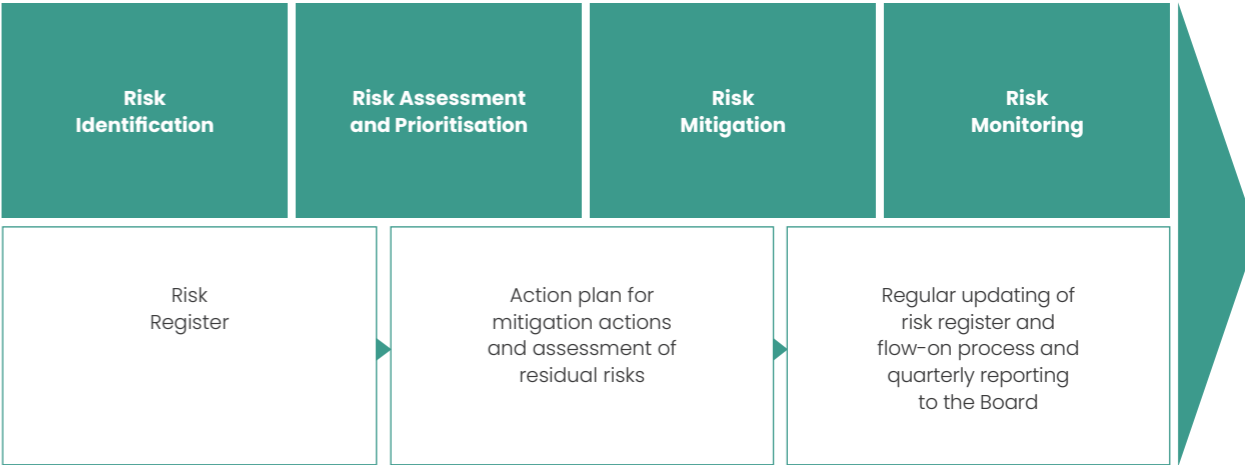 Risk
Identification
Risk Assessment
and Prioritisation
Risk
Mitigation
Risk
Monitoring
Risk
Register
Action plan for
mitigation actions
and assessment of
residual risks
Regular updating of
risk register and
flow-on process and
quarterly reporting
to the Board